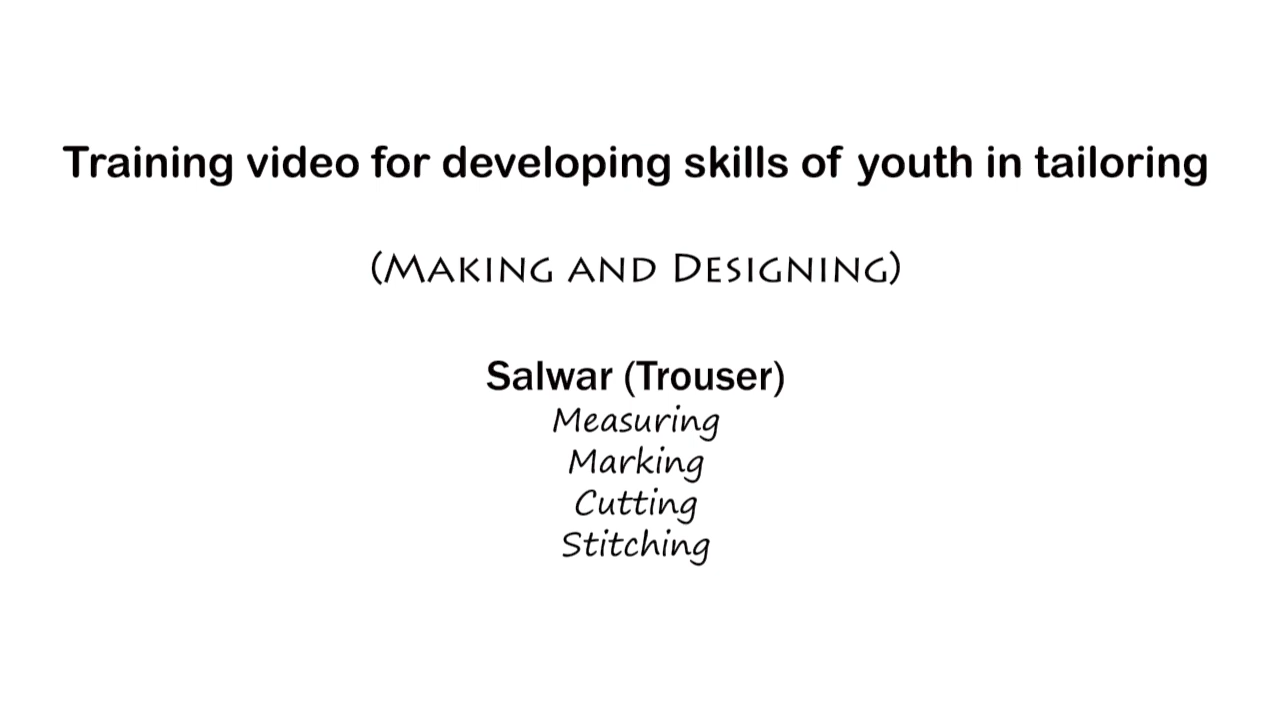 Training video for developing skills of youth in tailoring
(Making and Designing)
Salwar (Trouser)
Measuring
Marking
Cutting
Stitching